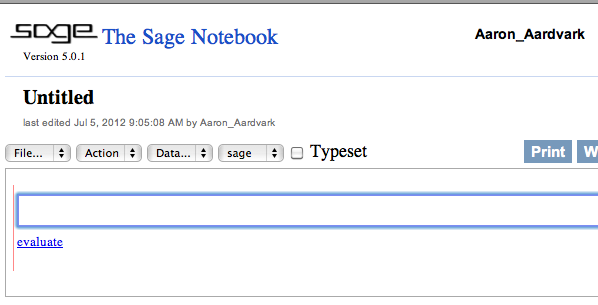 sage The Sage Notebook Aaron_Aardvark
Version 5.0.1
Untitled
last edited Jul 5, 2012 9:05:08 AM by Aaron_Aardvark
File... Action Data... sage Typeset Print W
evaluate